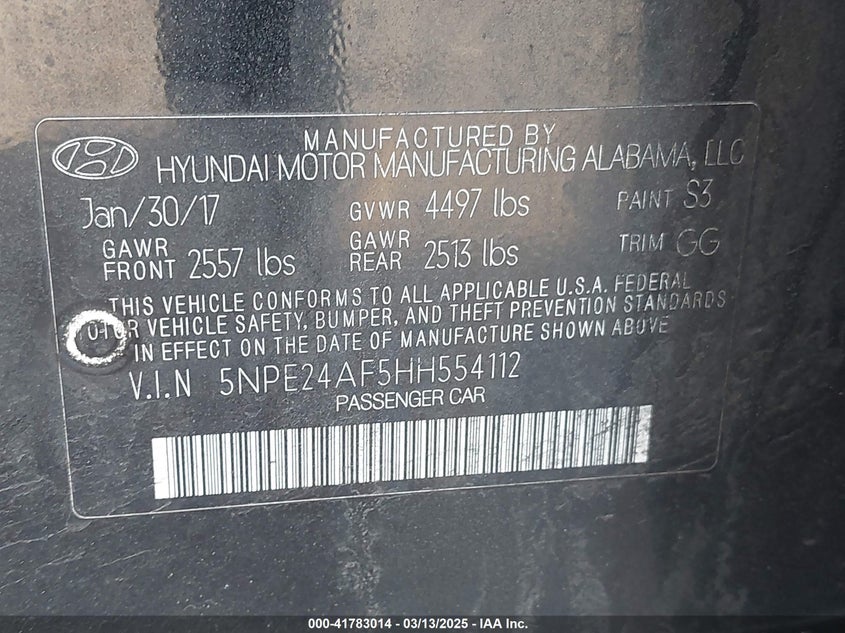 MANUFACTURED BY
HYUNDAI MOTOR MANUFACTURING ALABAMA, LLC
Jan/30/17 GVWR 4497 lbs PAINT S3
GAWR FRONT 2557 lbs GAWR REAR 2513 lbs TRIM GG
THIS VEHICLE CONFORMS TO ALL APPLICABLE U.S.A. FEDERAL
OTOR VEHICLE SAFETY, BUMPER, AND THEFT PREVENTION STANDARDS
IN EFFECT ON THE DATE OF MANUFACTURE SHOWN ABOVE
V.I.N 5NPE24AF5HH554112
PASSENGER CAR
000-41783014 - 03/13/2025 - IAA Inc.